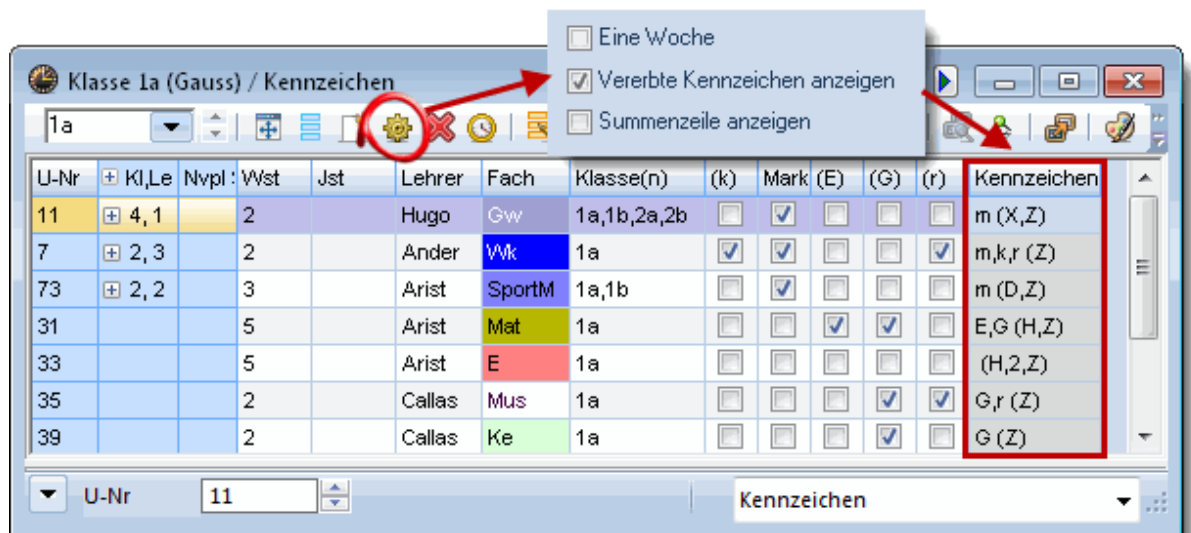 Eine Woche
Klasse 1a (Gauss) / Kennzeichen
Vererbte Kennzeichen anzeigen
1a
Summenzeile anzeigen
U-Nr Kl,Le Nvpl Wst Jst Lehrer Fach Klasse(n) (k) Mark (E) (G) (r) Kennzeichen
11 4, 1 2 Hugo Gw 1a,1b,2a,2b m (X,Z)
7 2, 3 2 Ander Wk 1a m,k,r (Z)
73 2, 2 3 Arist SportM 1a,1b m (D,Z)
31 5 Arist Mat 1a E,G (H,Z)
33 5 Arist E 1a (H,2,Z)
35 2 Callas Mus 1a G,r (Z)
39 2 Callas Ke 1a G (Z)
U-Nr 11 Kennzeichen